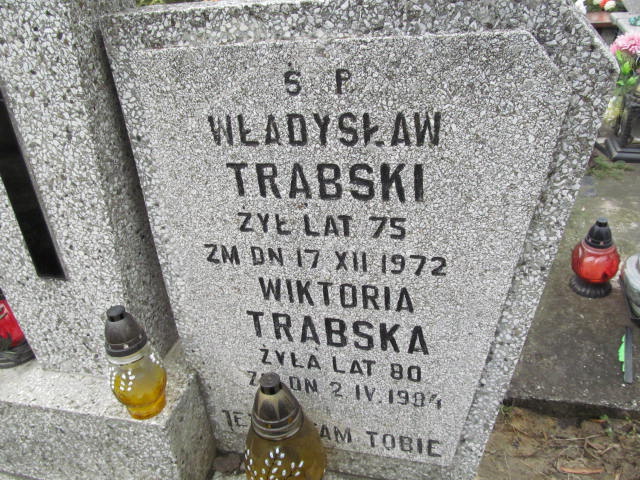 Ś P
WŁADYSŁAW
TRABSKI
ŻYŁ LAT 75
ZM DN 17 XII 1972
WIKTORIA
TRABSKA
ŻYŁA LAT 80
DN 2 IV. 1984
TOBIE